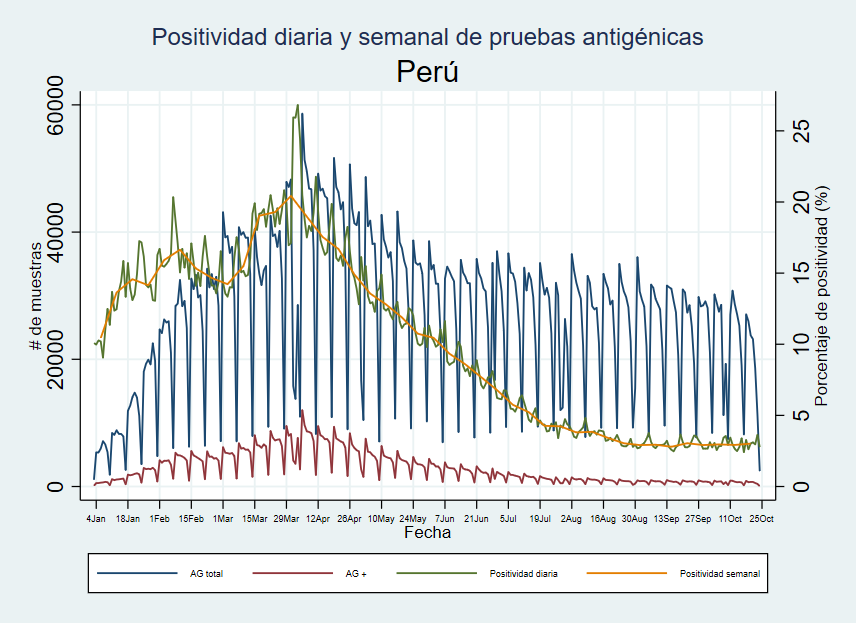 Positividad diaria y semanal de pruebas antigénicas
Perú
# de muestras
60000
40000
20000
0
25
20
15
10
5
0
Porcentaje de positividad (%)
4Jan 18Jan 1Feb 15Feb 1Mar 15Mar 29Mar 12Apr 26Apr 10May 24May 7Jun 21Jun 5Jul 19Jul 2Aug 16Aug 30Aug 13Sep 27Sep 11Oct 25Oct
Fecha
AG total AG + Positividad diaria Positividad semanal